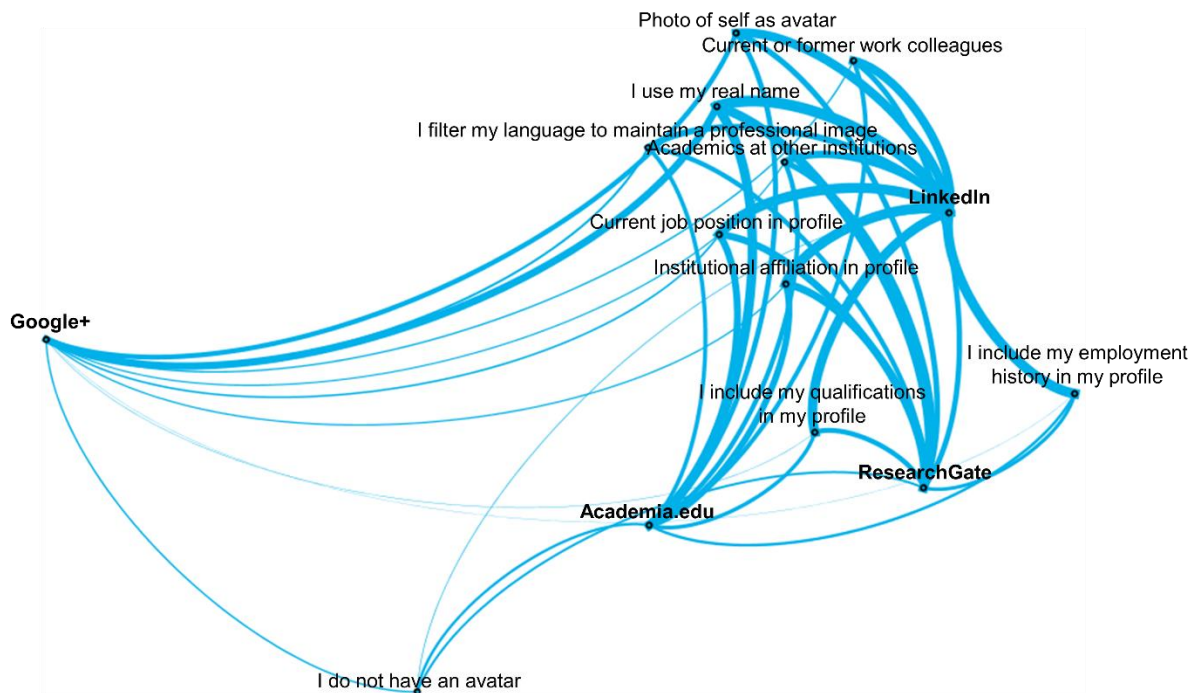 Photo of self as avatar
Current or former work colleagues
I use my real name
I filter my language to maintain a professional image
Academics at other institutions
LinkedIn
Current job position in profile
Institutional affiliation in profile
Google+
I include my employment
history in my profile
I include my qualifications
in my profile
ResearchGate
Academia.edu
I do not have an avatar